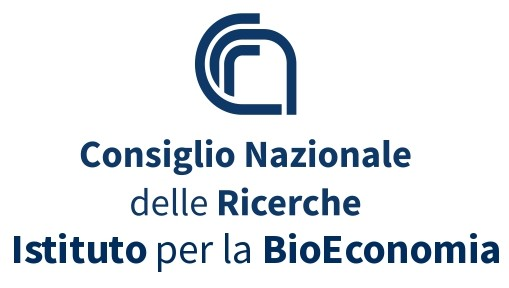 Consiglio Nazionale
delle Ricerche
Istituto per la BioEconomia